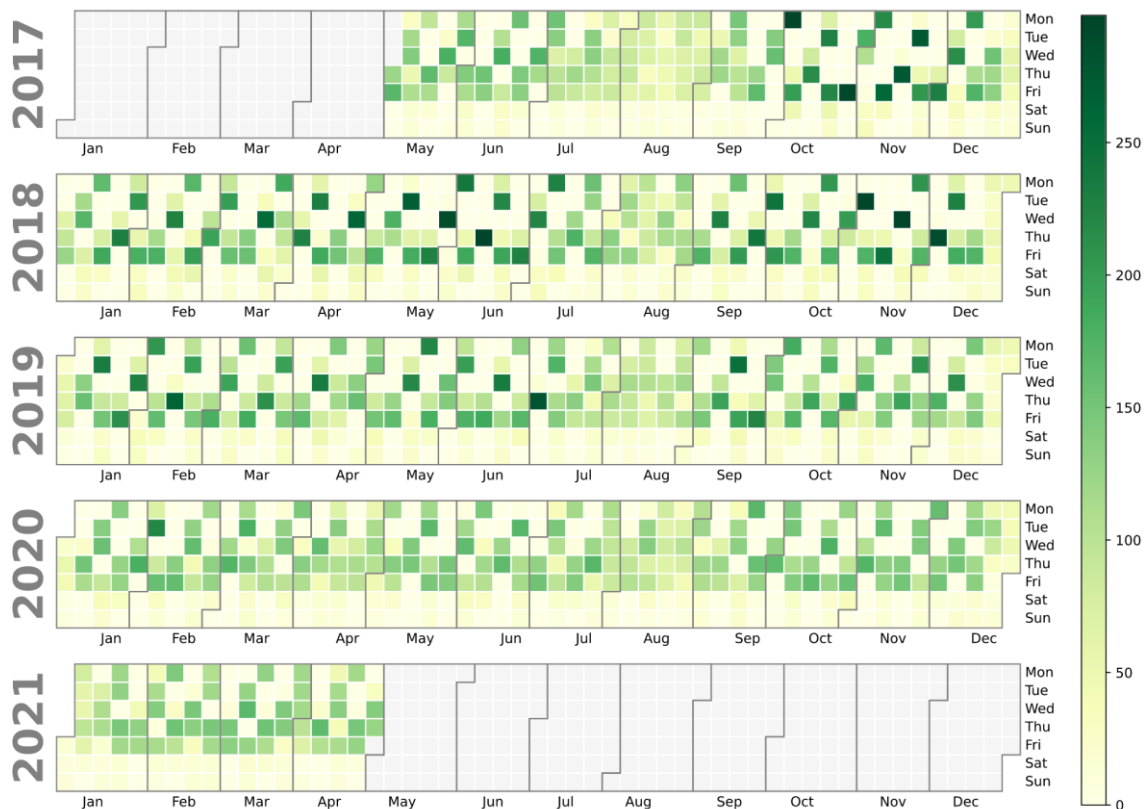 2017
Mon
Tue
Wed
Thu
Fri
Sat
Sun
Jan Feb Mar Apr May Jun Jul Aug Sep Oct Nov Dec
2018
Mon
Tue
Wed
Thu
Fri
Sat
Sun
Jan Feb Mar Apr May Jun Jul Aug Sep Oct Nov Dec
2019
Mon
Tue
Wed
Thu
Fri
Sat
Sun
Jan Feb Mar Apr May Jun Jul Aug Sep Oct Nov Dec
2020
Mon
Tue
Wed
Thu
Fri
Sat
Sun
Jan Feb Mar Apr May Jun Jul Aug Sep Oct Nov Dec
2021
Mon
Tue
Wed
Thu
Fri
Sat
Sun
Jan Feb Mar Apr May Jun Jul Aug Sep Oct Nov Dec
250
200
150
100
50
0